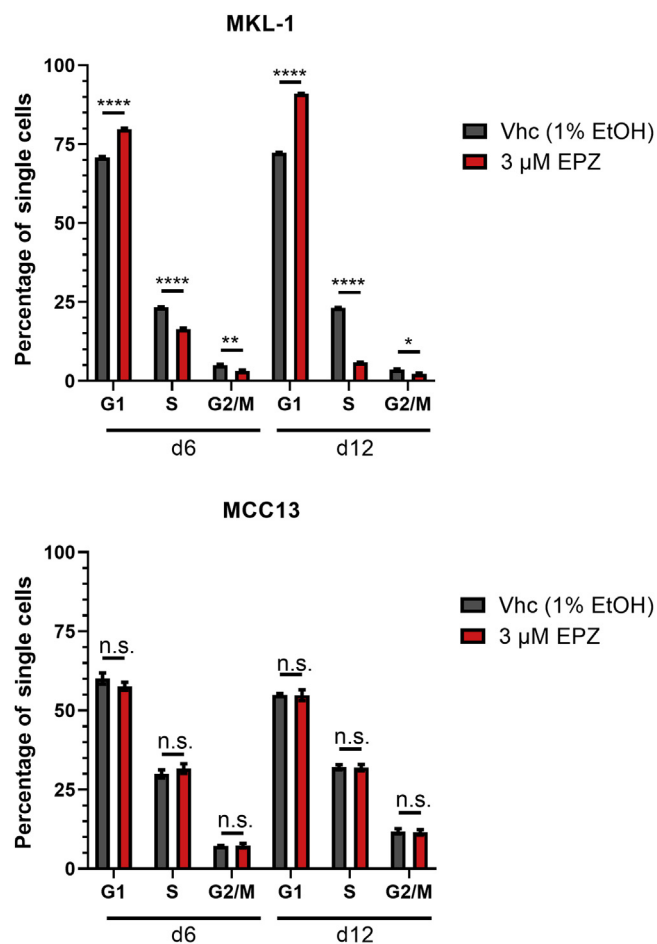 MKL-1
Percentage of single cells
100
75
50
25
0
**** **** ** **** **** *
G1 S G2/M G1 S G2/M
d6 d12
Vhc (1% EtOH)
3 µM EPZ
MCC13
Percentage of single cells
100
75
50
25
0
n.s. n.s. n.s. n.s. n.s. n.s.
G1 S G2/M G1 S G2/M
d6 d12
Vhc (1% EtOH)
3 µM EPZ